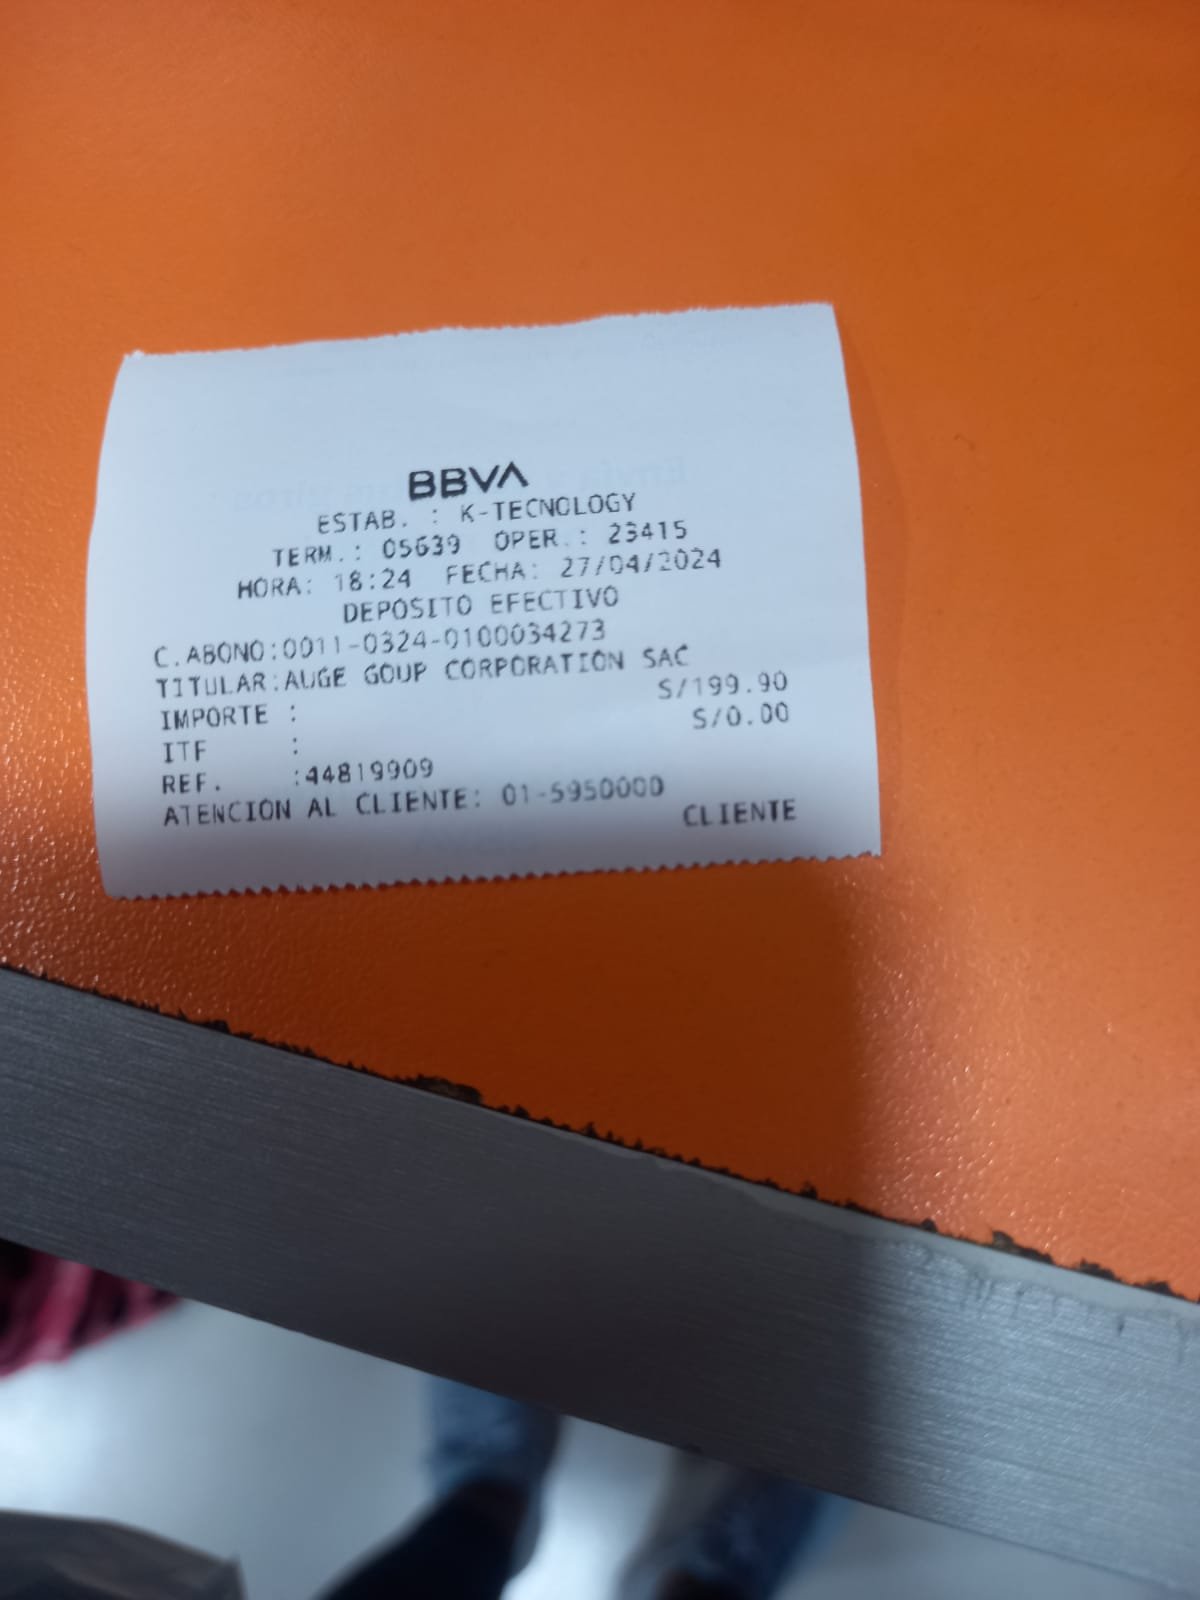 BBVA
ESTAB. : K-TECNOLOGY
TERM.: 05639 OPER.: 23415
HORA: 18:24 FECHA: 27/04/2024
DEPOSITO EFECTIVO
C.ABONO:0011-0324-0100034273
TITULAR:AUGE GOUP CORPORATION SAC
IMPORTE : S/199.90
ITF : S/0.00
REF. :44819909
ATENCION AL CLIENTE: 01-5950000
CLIENTE